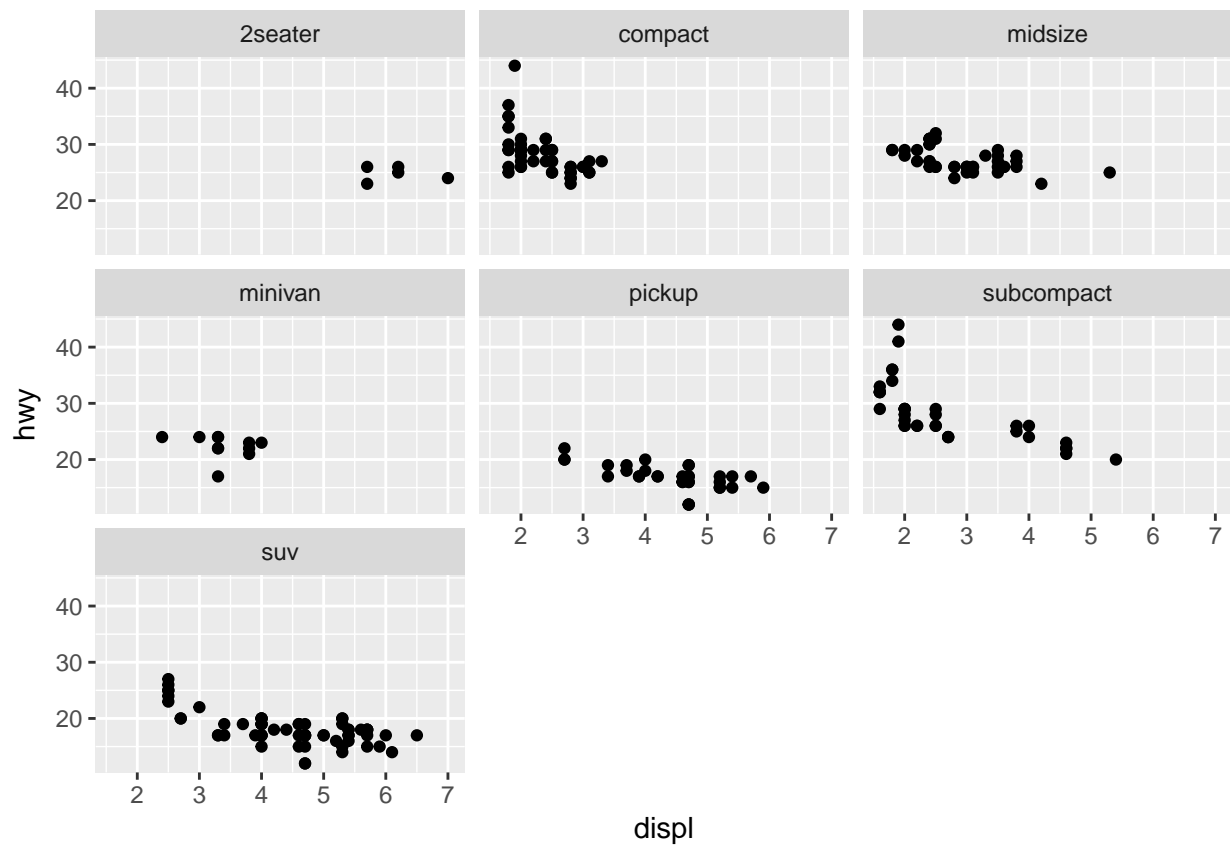 2seater compact midsize
40
30
20
minivan pickup subcompact
40
30
20
2 3 4 5 6 7 2 3 4 5 6 7
suv
40
30
20
2 3 4 5 6 7
displ
hwy